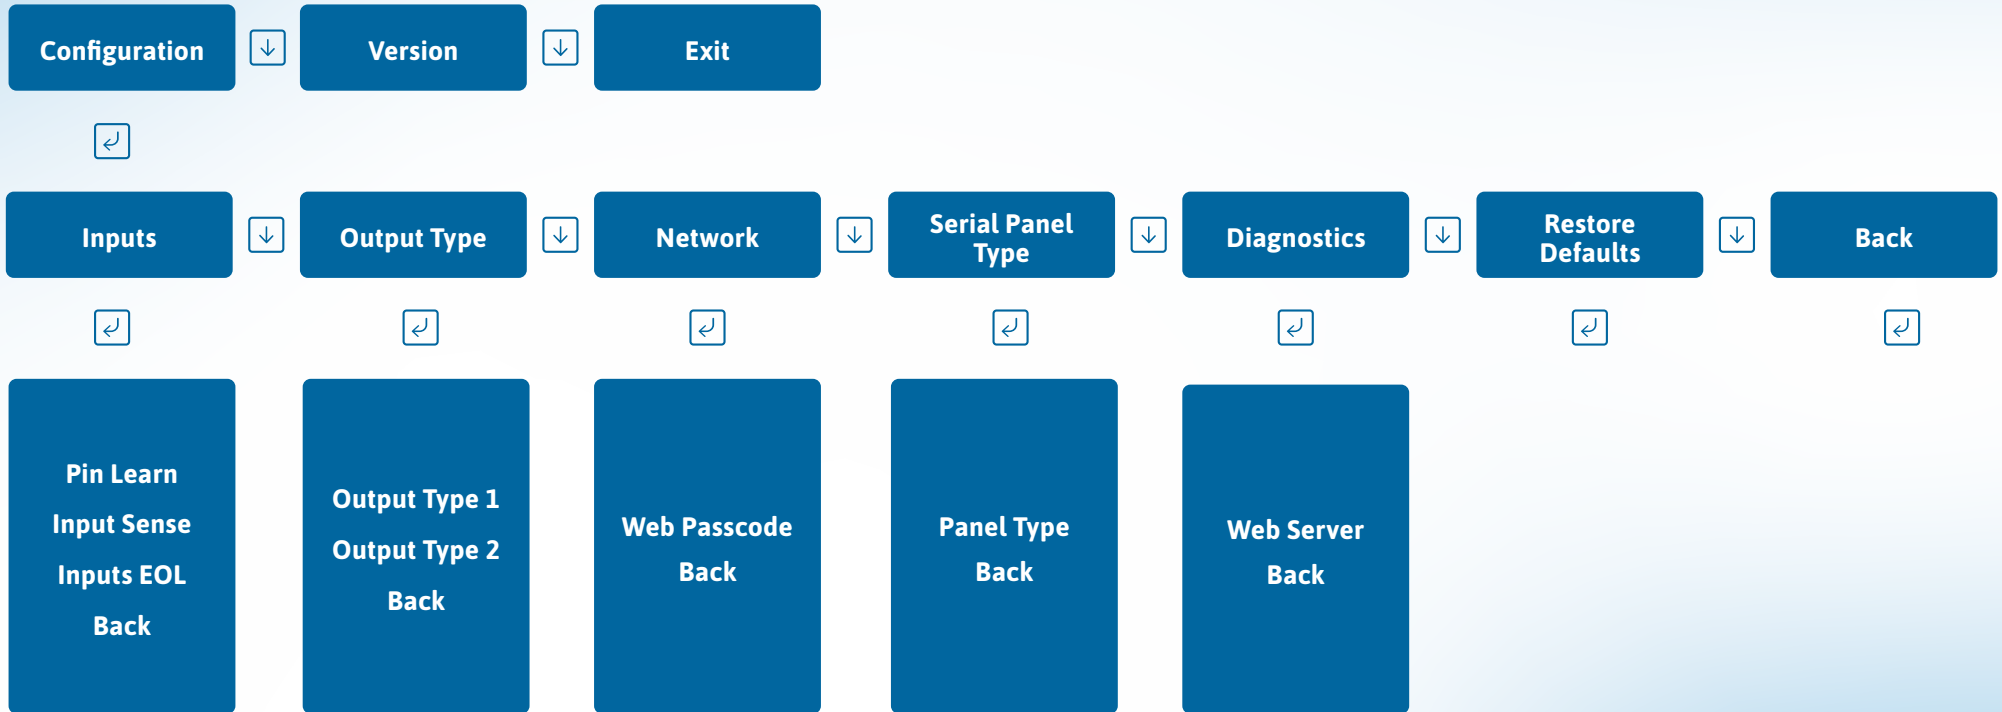 Configuration
Version
Exit
Inputs
Output Type
Network
Serial Panel
Type
Diagnostics
Restore
Defaults
Back
Pin Learn
Input Sense
Inputs EOL
Back
Output Type 1
Output Type 2
Back
Web Passcode
Back
Panel Type
Back
Web Server
Back